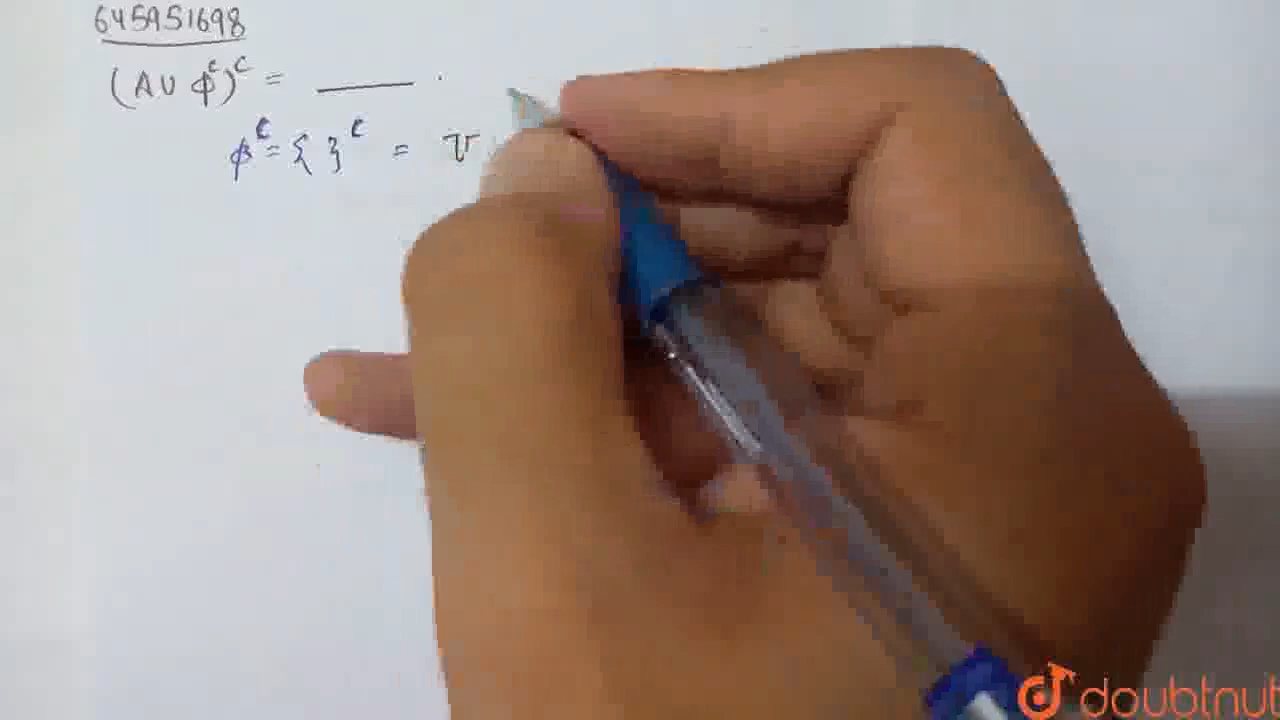 645951698
(A ∪ ϕᶜ)ᶜ = ____ .
ϕᶜ = { }ᶜ = U
doubtnut